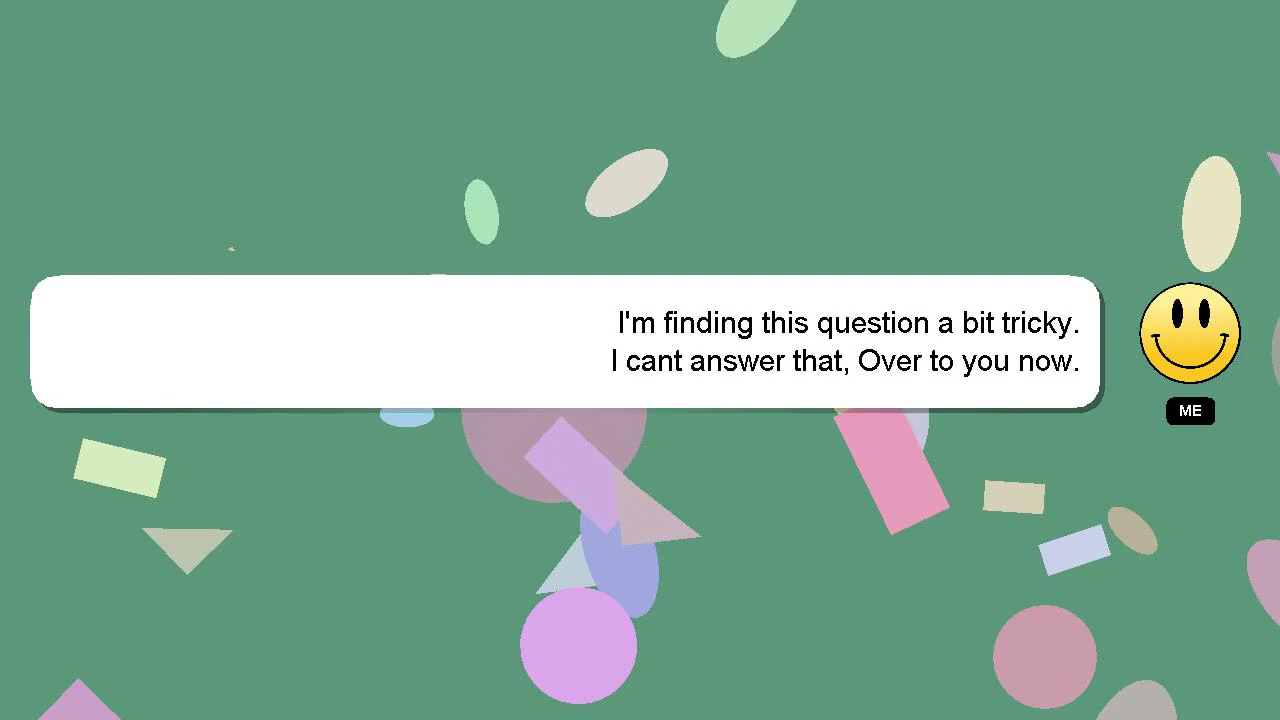 I'm finding this question a bit tricky.
I cant answer that, Over to you now.
ME